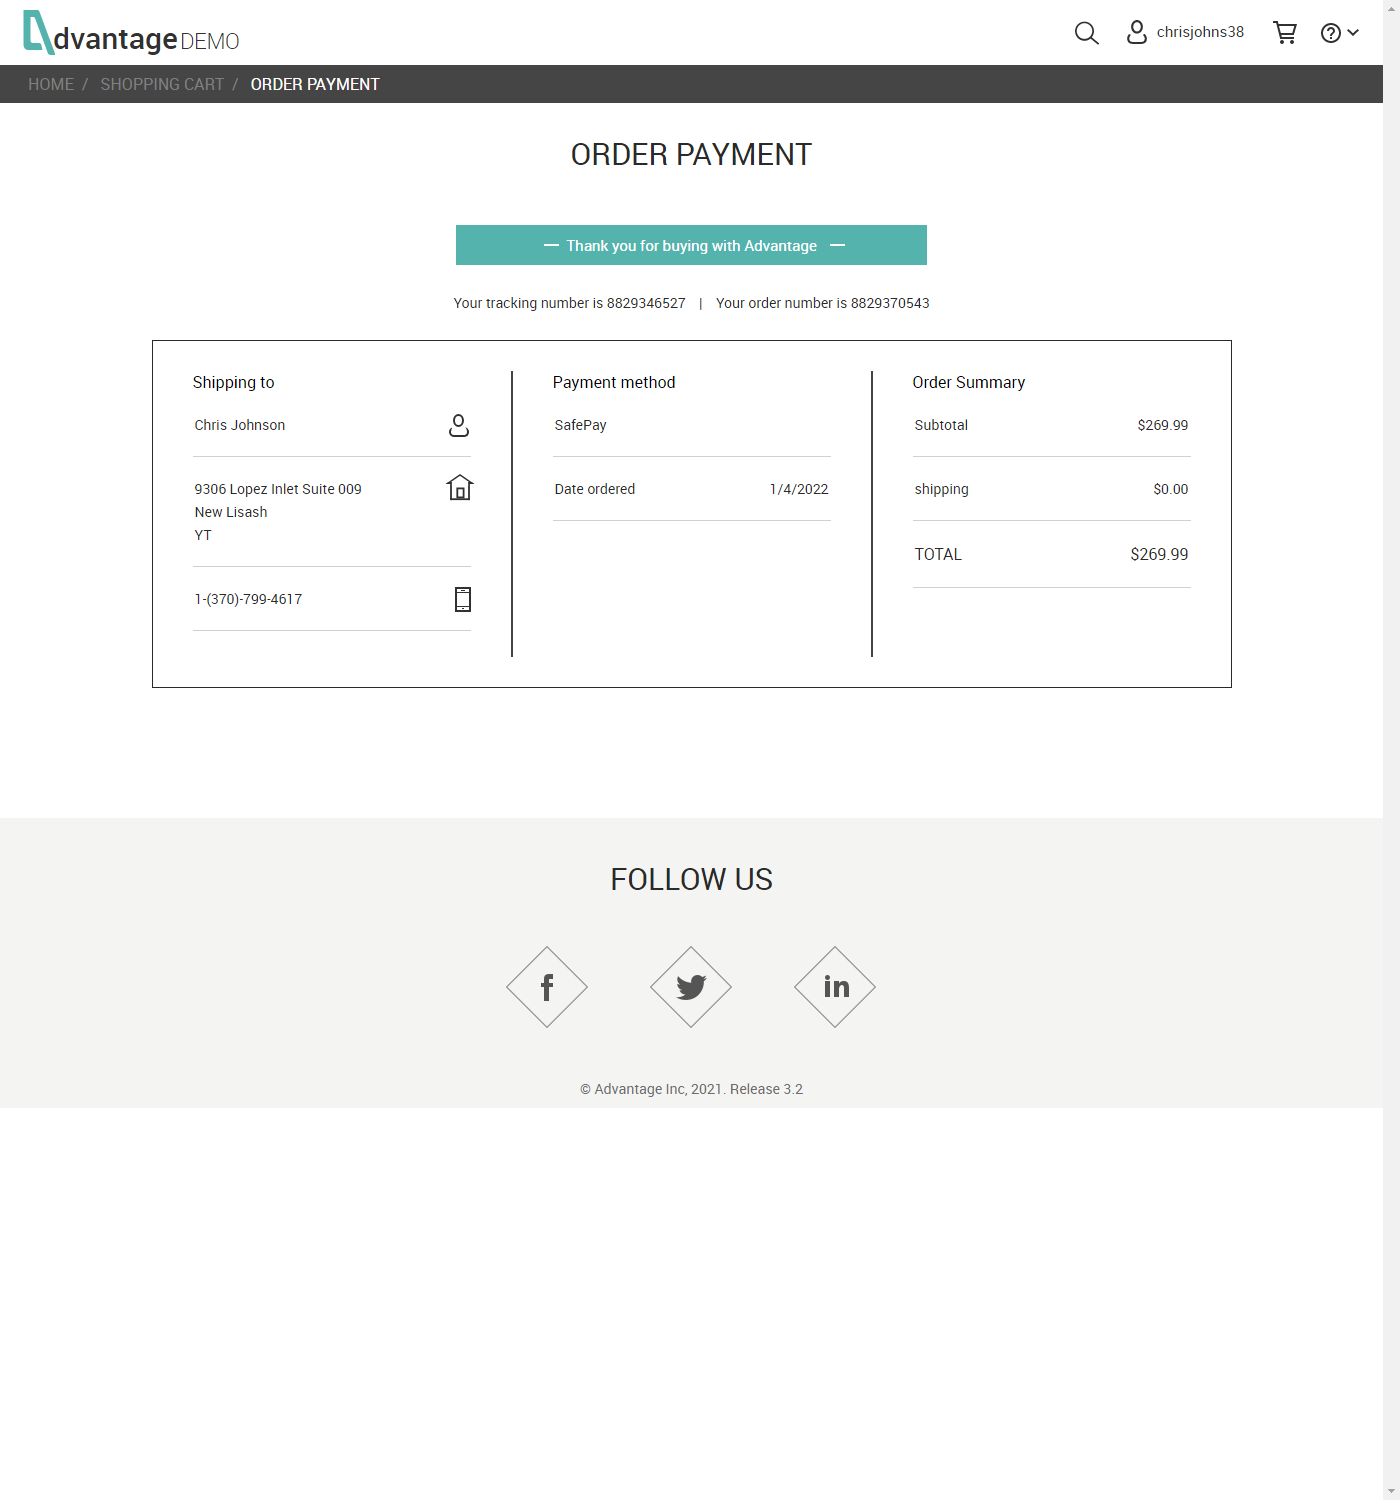 dvantage DEMO
chrisjohns38
HOME / SHOPPING CART / ORDER PAYMENT
ORDER PAYMENT
Thank you for buying with Advantage
Your tracking number is 8829346527 | Your order number is 8829370543
Shipping to
Chris Johnson
9306 Lopez Inlet Suite 009
New Lisash
YT
1-(370)-799-4617
Payment method
SafePay
Date ordered 1/4/2022
Order Summary
Subtotal $269.99
shipping $0.00
TOTAL $269.99
FOLLOW US
© Advantage Inc, 2021. Release 3.2